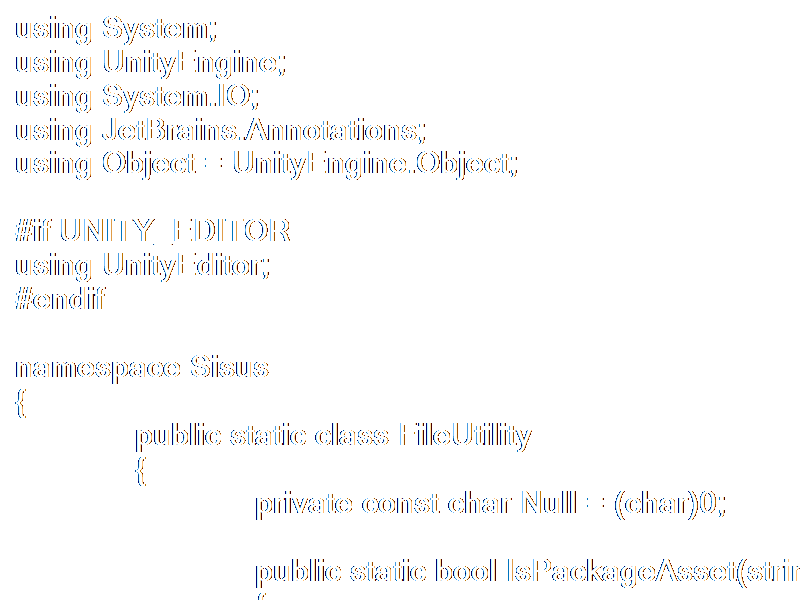 using System;
using UnityEngine;
using System.IO;
using JetBrains.Annotations;
using Object = UnityEngine.Object;

#if UNITY_EDITOR
using UnityEditor;
#endif

namespace Sisus
{
public static class FileUtility
{
private const char Null = (char)0;

public static bool IsPackageAsset(strin
{